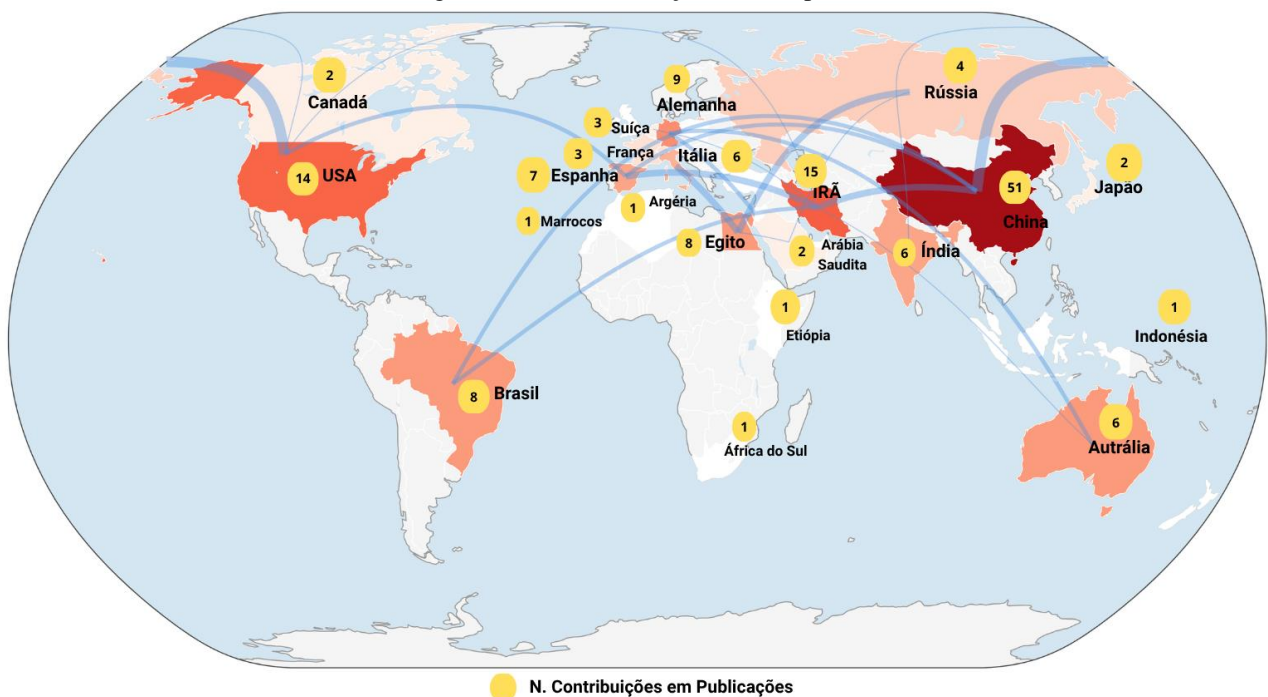 2
Canadá
9
Alemanha
4
Rússia
3 Suíça
3
França
Itália 6
7 Espanha
14 USA
15
IRÃ
2
Japão
51
China
1 Marrocos
1 Argéria
8 Egito
2 Arábia
Saudita
6 Índia
1
Etiópia
1
Indonésia
8 Brasil
6
Autrália
1
África do Sul
N. Contribuições em Publicações